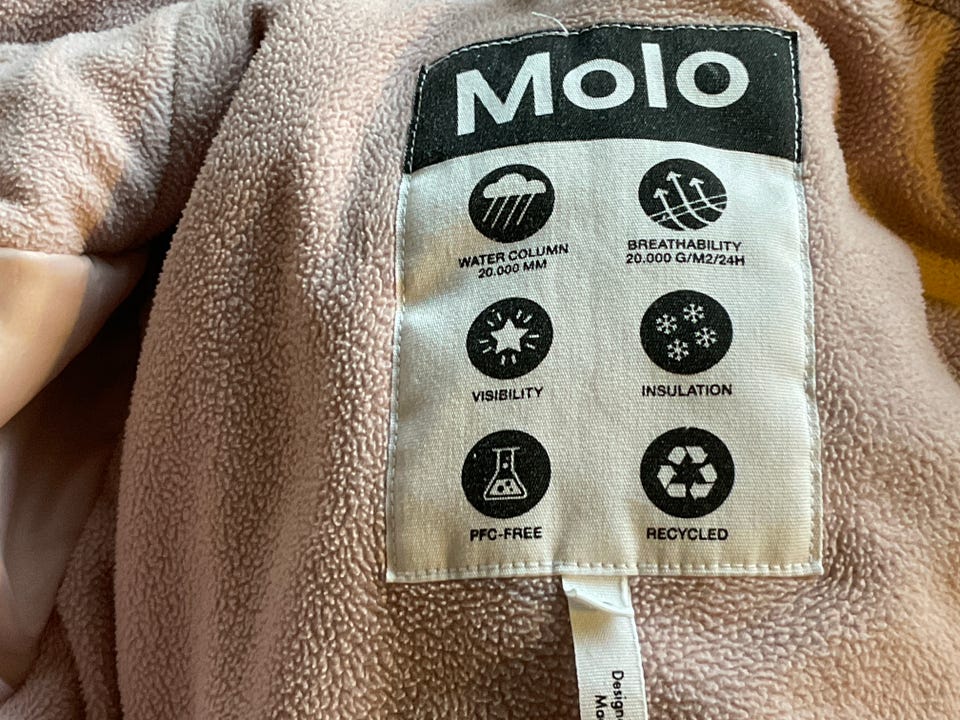 Molo
WATER COLUMN
20.000 MM
BREATHABILITY
20.000 G/M2/24H
VISIBILITY
INSULATION
PFC-FREE
RECYCLED